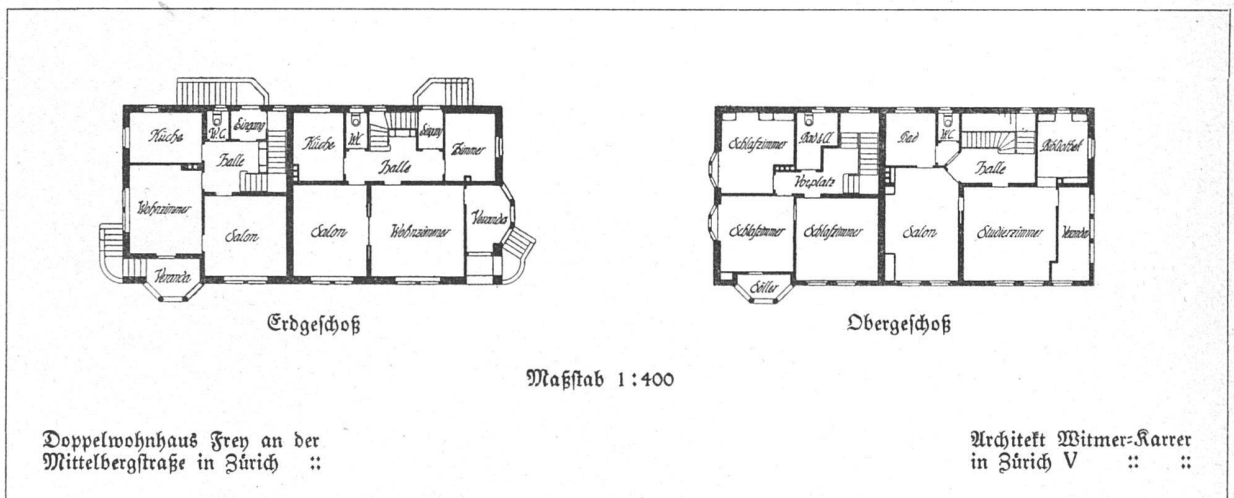 Küche
W.C.
Eingang
Küche
W.C.
Eingang
Zimmer
Halle
Halle
Wohnzimmer
Salon
Salon
Wohnzimmer
Veranda
Veranda
Erdgeschoß
Schlafzimmer
Bad & Cl.
Bad
W.C.
Bibliothek
Vorplatz
Halle
Schlafzimmer
Schlafzimmer
Salon
Studierzimmer
Veranda
Söller
Obergeschoß
Maßstab 1:400
Doppelwohnhaus Frey an der
Mittelbergstraße in Zürich ::
Architekt Witmer-Karrer
in Zürich V :: ::